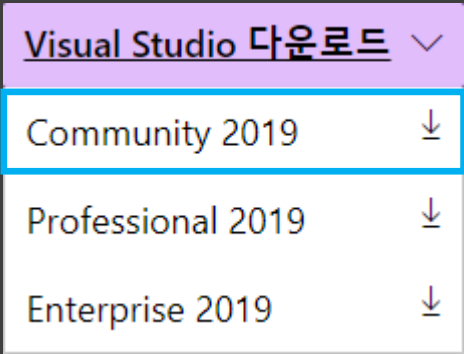 Visual Studio 다운로드
Community 2019
Professional 2019
Enterprise 2019